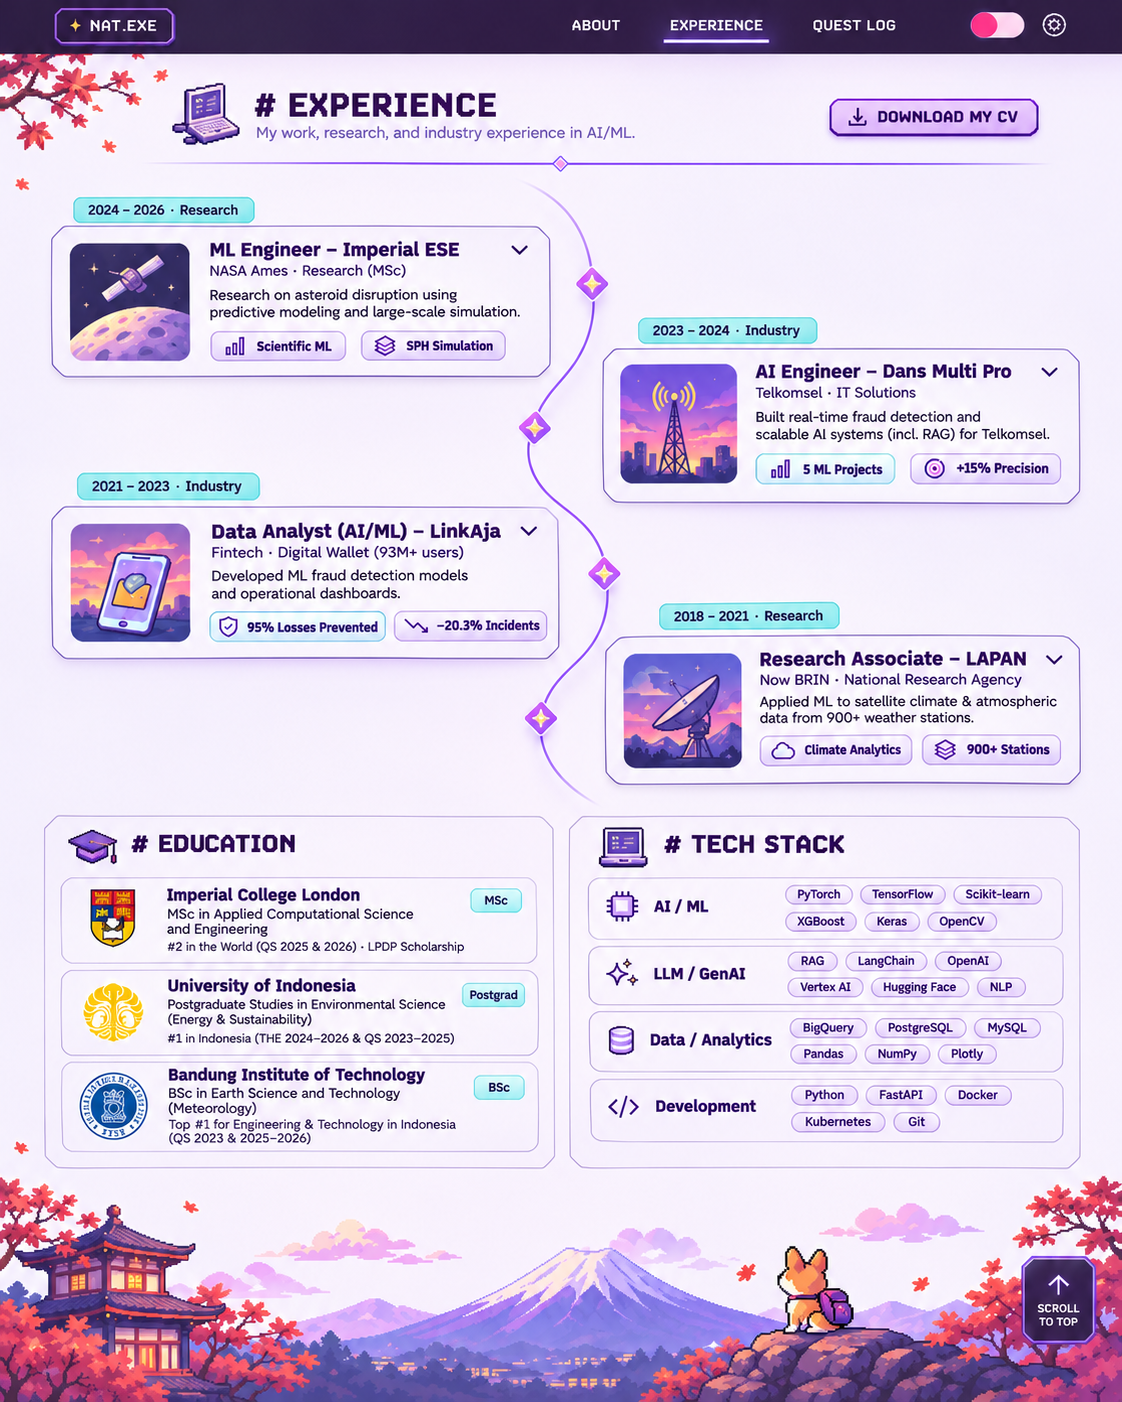 NAT.EXE
ABOUT
EXPERIENCE
QUEST LOG
# EXPERIENCE
My work, research, and industry experience in AI/ML.
DOWNLOAD MY CV
2024 – 2026 · Research
ML Engineer – Imperial ESE
NASA Ames · Research (MSc)
Research on asteroid disruption using
predictive modeling and large-scale simulation.
Scientific ML
SPH Simulation
2023 – 2024 · Industry
AI Engineer – Dans Multi Pro
Telkomsel · IT Solutions
Built real-time fraud detection and
scalable AI systems (incl. RAG) for Telkomsel.
5 ML Projects
+15% Precision
2021 – 2023 · Industry
Data Analyst (AI/ML) – LinkAja
Fintech · Digital Wallet (93M+ users)
Developed ML fraud detection models
and operational dashboards.
95% Losses Prevented
−20.3% Incidents
2018 – 2021 · Research
Research Associate – LAPAN
Now BRIN · National Research Agency
Applied ML to satellite climate & atmospheric
data from 900+ weather stations.
Climate Analytics
900+ Stations
# EDUCATION
Imperial College London
MSc
MSc in Applied Computational Science
and Engineering
#2 in the World (QS 2025 & 2026) · LPDP Scholarship
University of Indonesia
Postgrad
Postgraduate Studies in Environmental Science
(Energy & Sustainability)
#1 in Indonesia (THE 2024–2026 & QS 2023–2025)
Bandung Institute of Technology
BSc
BSc in Earth Science and Technology
(Meteorology)
Top #1 for Engineering & Technology in Indonesia
(QS 2023 & 2025–2026)
# TECH STACK
AI / ML
PyTorch
TensorFlow
Scikit-learn
XGBoost
Keras
OpenCV
LLM / GenAI
RAG
LangChain
OpenAI
Vertex AI
Hugging Face
NLP
Data / Analytics
BigQuery
PostgreSQL
MySQL
Pandas
NumPy
Plotly
Development
Python
FastAPI
Docker
Kubernetes
Git
SCROLL
TO TOP